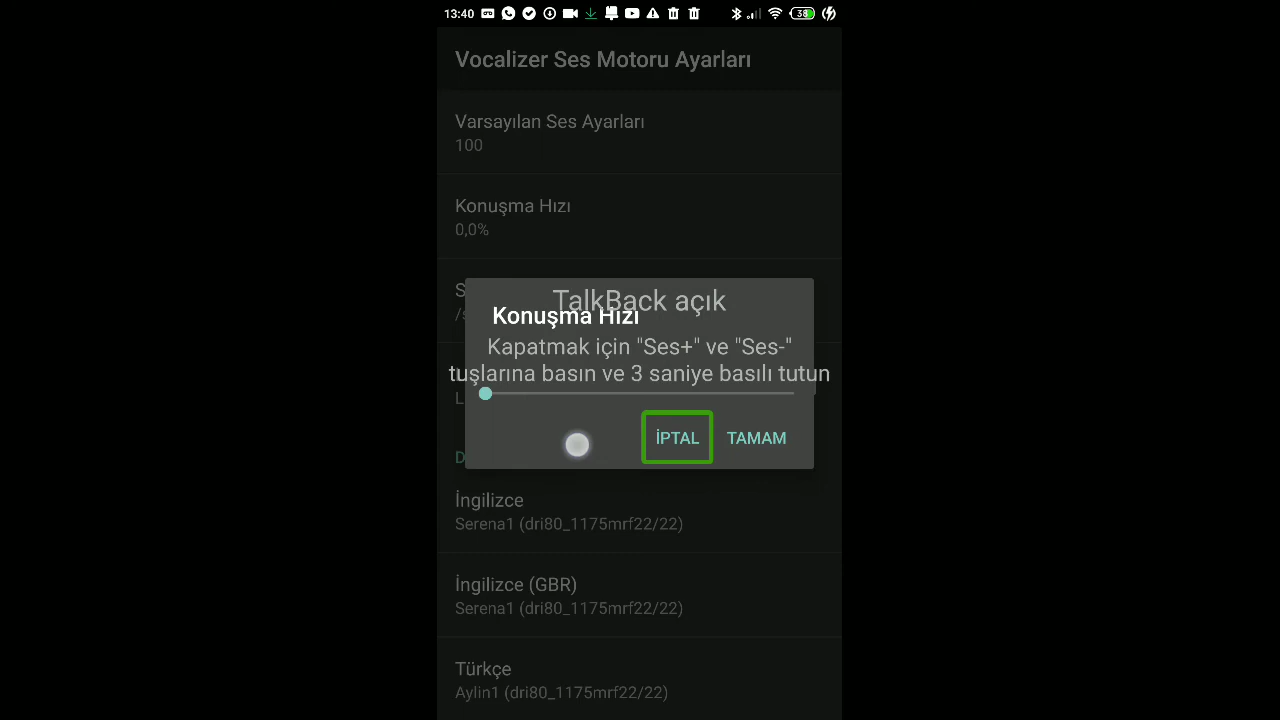 13:40
38
Vocalizer Ses Motoru Ayarları
Varsayılan Ses Ayarları
100
Konuşma Hızı
0,0%
S
/s
TalkBack açık
Konuşma Hızı
Kapatmak için "Ses+" ve "Ses-"
tuşlarına basın ve 3 saniye basılı tutun
L
İPTAL
TAMAM
D
İngilizce
Serena1 (dri80_1175mrf22/22)
İngilizce (GBR)
Serena1 (dri80_1175mrf22/22)
Türkçe
Aylin1 (dri80_1175mrf22/22)